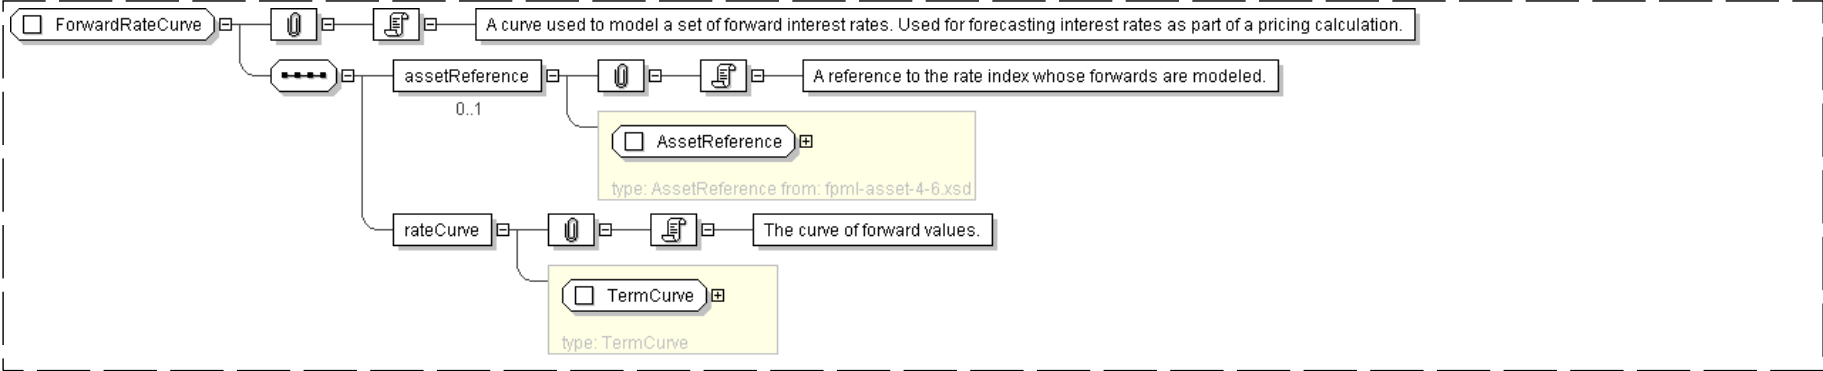 ForwardRateCurve
A curve used to model a set of forward interest rates. Used for forecasting interest rates as part of a pricing calculation.
assetReference
A reference to the rate index whose forwards are modeled.
0..1
AssetReference
type: AssetReference from: fpml-asset-4-6.xsd
rateCurve
The curve of forward values.
TermCurve
type: TermCurve